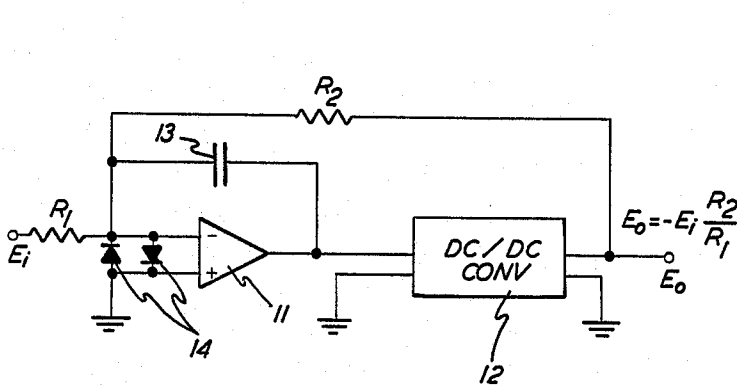 R2
13
R1
Ei
−
+
11
14
DC/DC
CONV
12
Eo=-Ei R2/R1
Eo